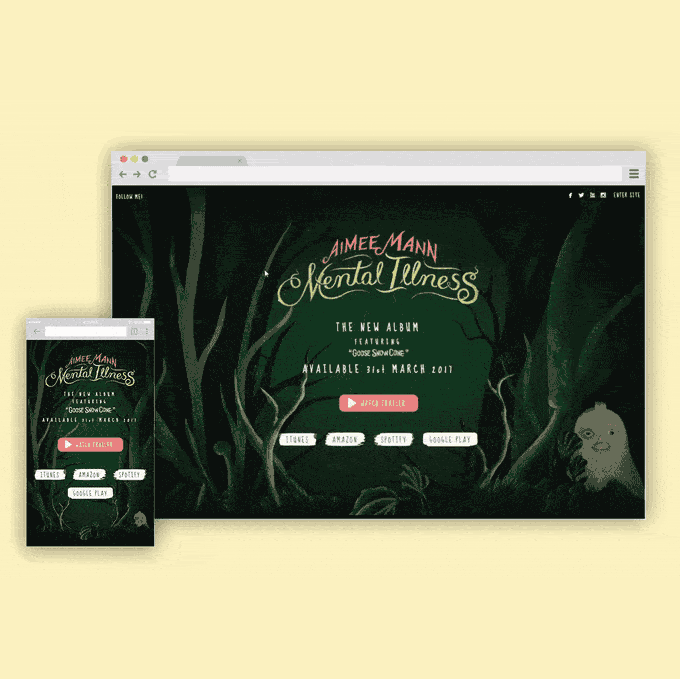 FOLLOW ME!
ENTER SITE
AIMEE MANN
Mental Illness
THE NEW ALBUM
FEATURING
"GOOSE SNOW CONE"
AVAILABLE 31st MARCH 2017
WATCH TRAILER
ITUNES
AMAZON
SPOTIFY
GOOGLE PLAY
AIMEE MANN
Mental Illness
THE NEW ALBUM
FEATURING
"GOOSE SNOW CONE"
AVAILABLE 31st MARCH 2017
WATCH TRAILER
ITUNES
AMAZON
SPOTIFY
GOOGLE PLAY